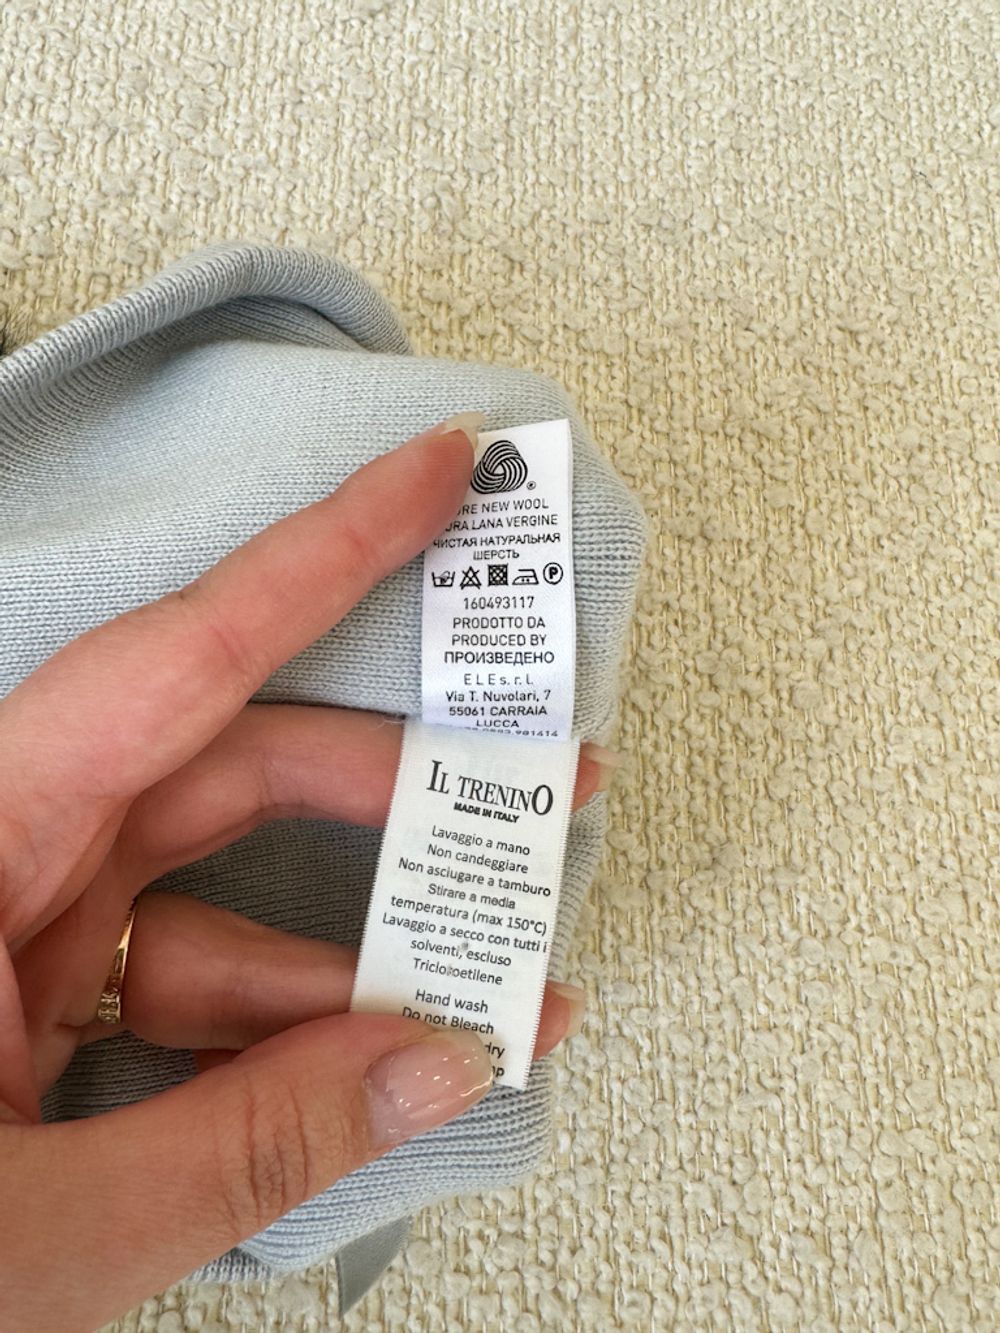 NEW WOOL
LANA VERGINE
ЧИСТАЯ НАТУРАЛЬНАЯ
ШЕРСТЬ
P
160493117
PRODOTTO DA
PRODUCED BY
ПРОИЗВЕДЕНО
E L E s. r. l.
Via T. Nuvolari, 7
55061 CARRAIA
LUCCA
IL TRENINO
MADE IN ITALY
Lavaggio a mano
Non candeggiare
Non asciugare a tamburo
Stirare a media
temperatura (max 150°C)
Lavaggio a secco con tutti i
solventi, escluso
Tricloroetilene
Hand wash
Do not Bleach
dry